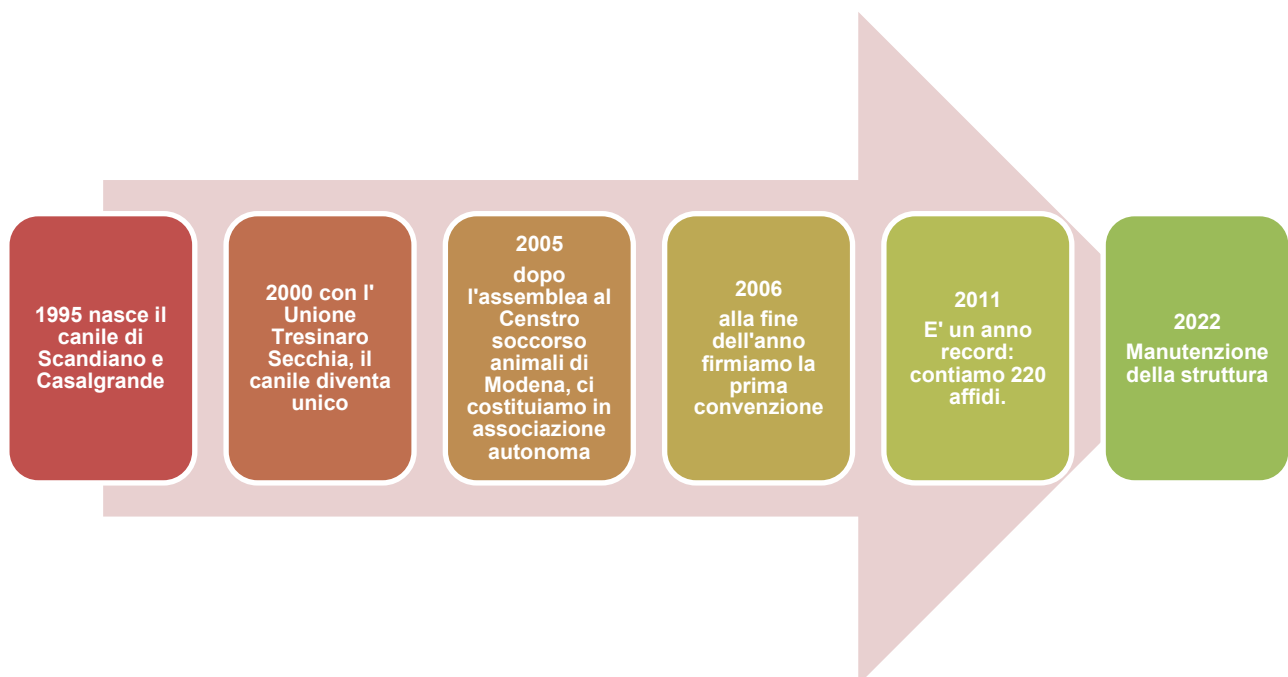 1995 nasce il
canile di
Scandiano e
Casalgrande
2000 con l'
Unione
Tresinaro
Secchia, il
canile diventa
unico
2005
dopo
l'assemblea al
Censtro
soccorso
animali di
Modena, ci
costituiamo in
associazione
autonoma
2006
alla fine
dell'anno
firmiamo la
prima
convenzione
2011
E' un anno
record:
contiamo 220
affidi.
2022
Manutenzione
della struttura